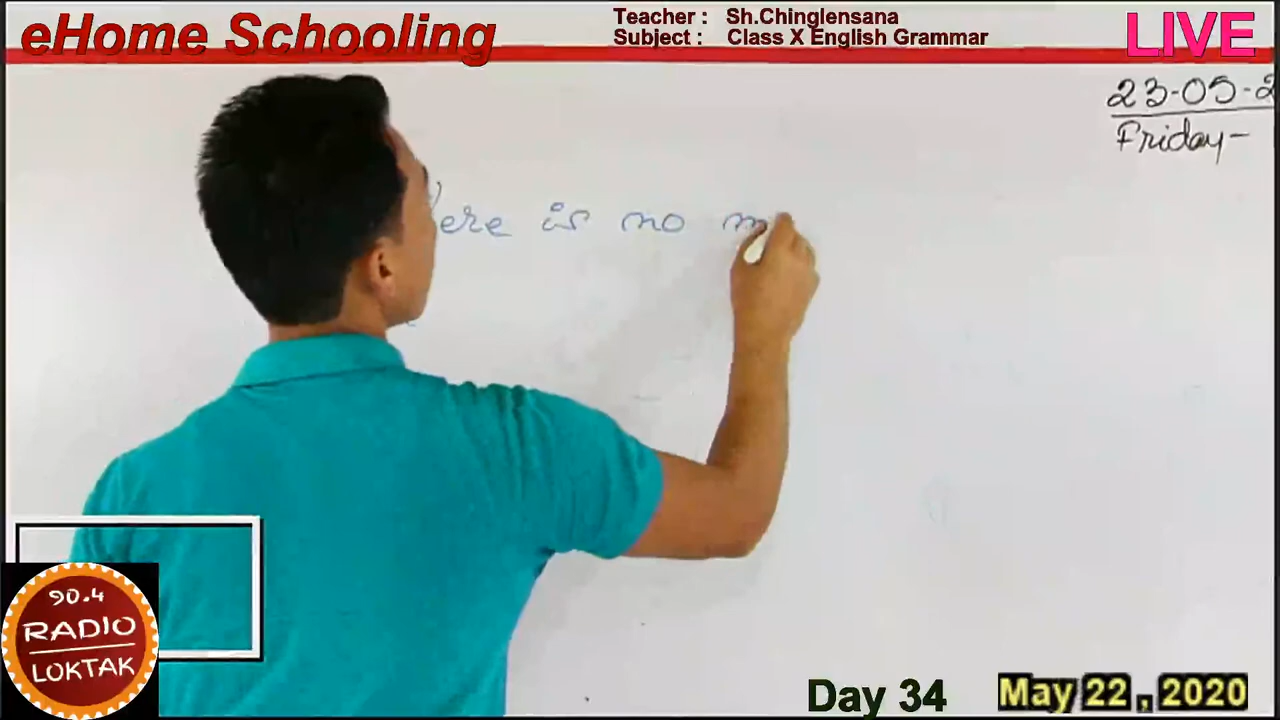 eHome Schooling
Teacher : Sh.Chinglensana
Subject : Class X English Grammar
LIVE
23-05-2
Friday-
ere is no m
90.4
RADIO
LOKTAK
Day 34
May 22 , 2020